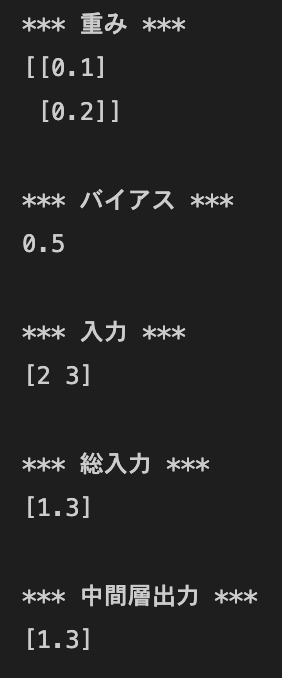 *** 重み ***
[[0.1]
 [0.2]]
*** バイアス ***
0.5
*** 入力 ***
[2 3]
*** 総入力 ***
[1.3]
*** 中間層出力 ***
[1.3]